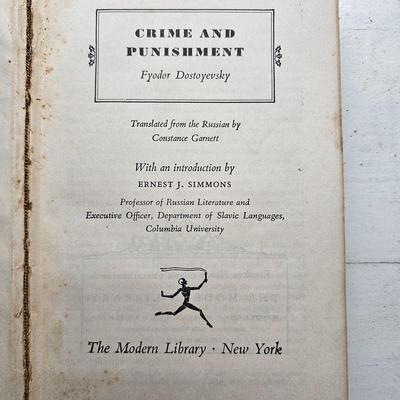 CRIME AND
PUNISHMENT
Fyodor Dostoyevsky
Translated from the Russian by
Constance Garnett
With an introduction by
ERNEST J. SIMMONS
Professor of Russian Literature and
Executive Officer, Department of Slavic Languages,
Columbia University
The Modern Library · New York